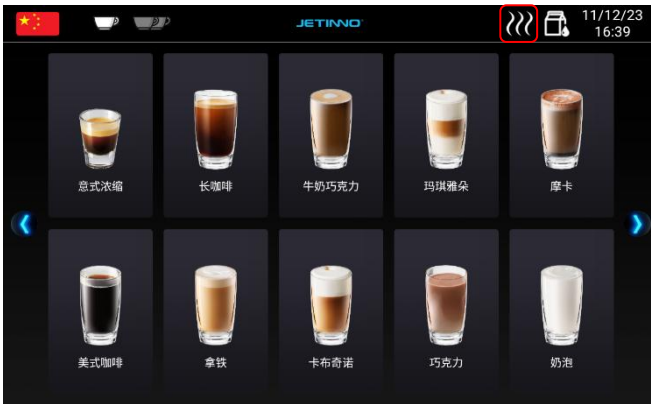 JETINNO
11/12/23
16:39
意式浓缩
长咖啡
牛奶巧克力
玛琪雅朵
摩卡
美式咖啡
拿铁
卡布奇诺
巧克力
奶泡